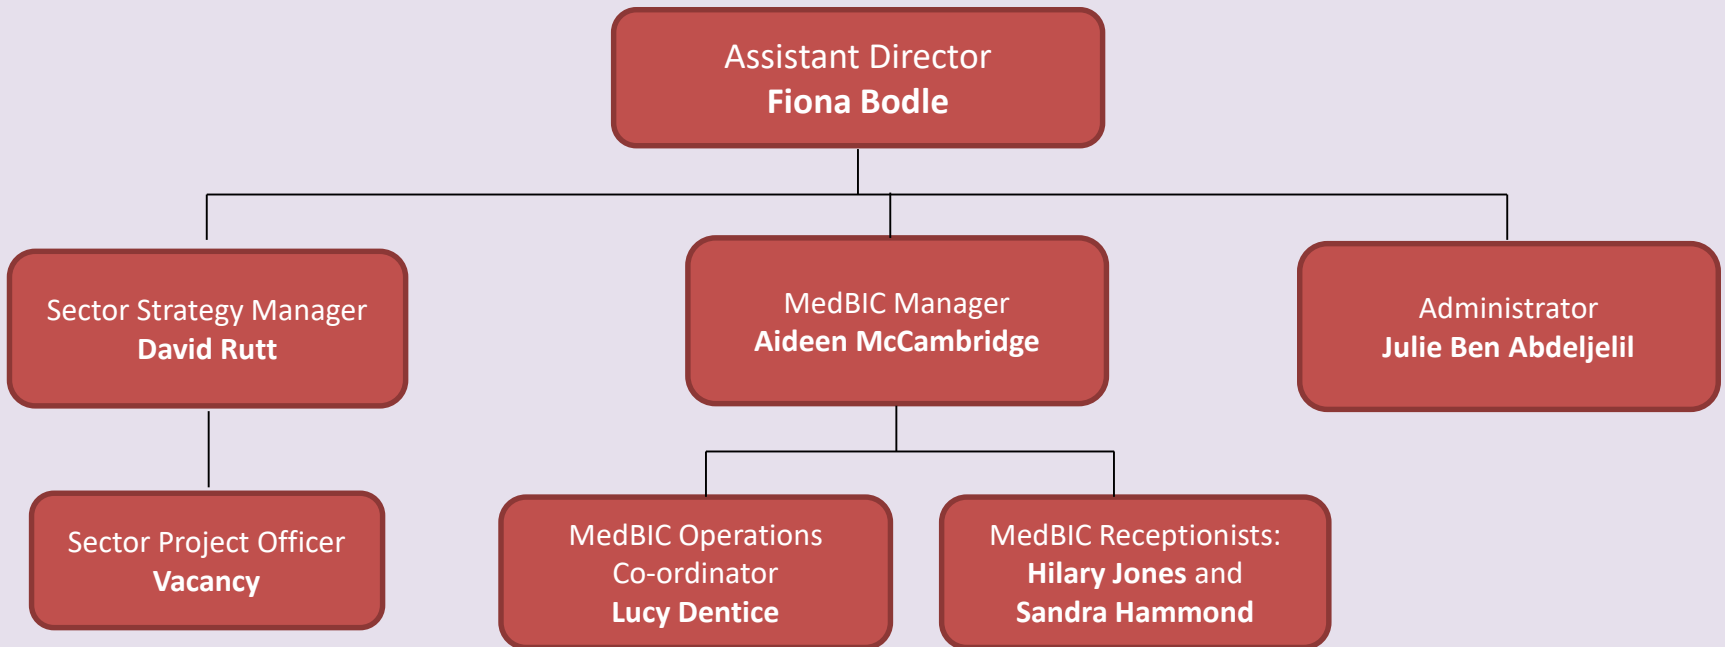 Assistant Director
Fiona Bodle
Sector Strategy Manager
David Rutt
MedBIC Manager
Aideen McCambridge
Administrator
Julie Ben Abdeljelil
Sector Project Officer
Vacancy
MedBIC Operations
Co-ordinator
Lucy Dentice
MedBIC Receptionists:
Hilary Jones and
Sandra Hammond